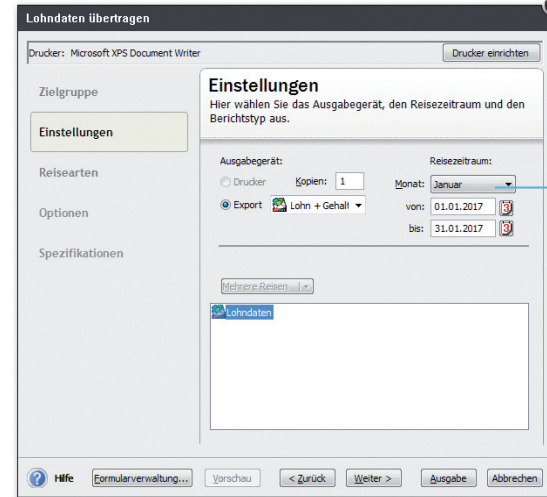 Lohndaten übertragen
Drucker: Microsoft XPS Document Writer
Drucker einrichten
Zielgruppe
Einstellungen
Reisearten
Optionen
Spezifikationen
Einstellungen
Hier wählen Sie das Ausgabegerät, den Reisezeitraum und den
Berichtstyp aus.
Ausgabegerät:
Drucker Kopien: 1
Export Lohn + Gehalt
Reisezeitraum:
Monat: Januar
von: 01.01.2017 3
bis: 31.01.2017 3
Mehrere Reisen
Lohndaten
? Hilfe Formularverwaltung... Vorschau < Zurück Weiter > Ausgabe Abbrechen